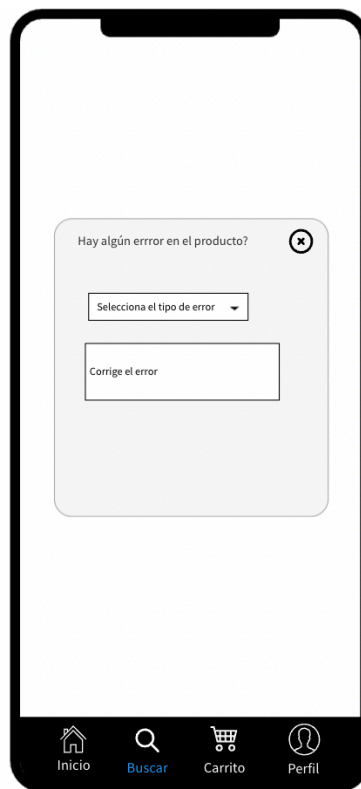 Hay algún errror en el producto?
Selecciona el tipo de error
Corrige el error
Inicio
Buscar
Carrito
Perfil